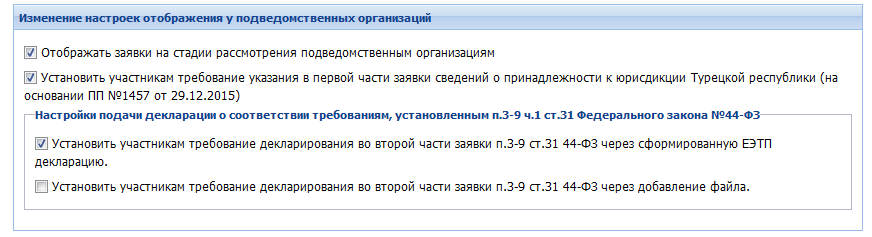 Изменение настроек отображения у подведомственных организаций
Отображать заявки на стадии рассмотрения подведомственным организациям
Установить участникам требование указания в первой части заявки сведений о принадлежности к юрисдикции Турецкой республики (на
основании ПП №1457 от 29.12.2015)
Настройки подачи декларации о соответствии требованиям, установленным п.3-9 ч.1 ст.31 Федерального закона №44-ФЗ
Установить участникам требование декларирования во второй части заявки п.3-9 ст.31 44-ФЗ через сформированную ЕЭТП
декларацию.
Установить участникам требование декларирования во второй части заявки п.3-9 ст.31 44-ФЗ через добавление файла.